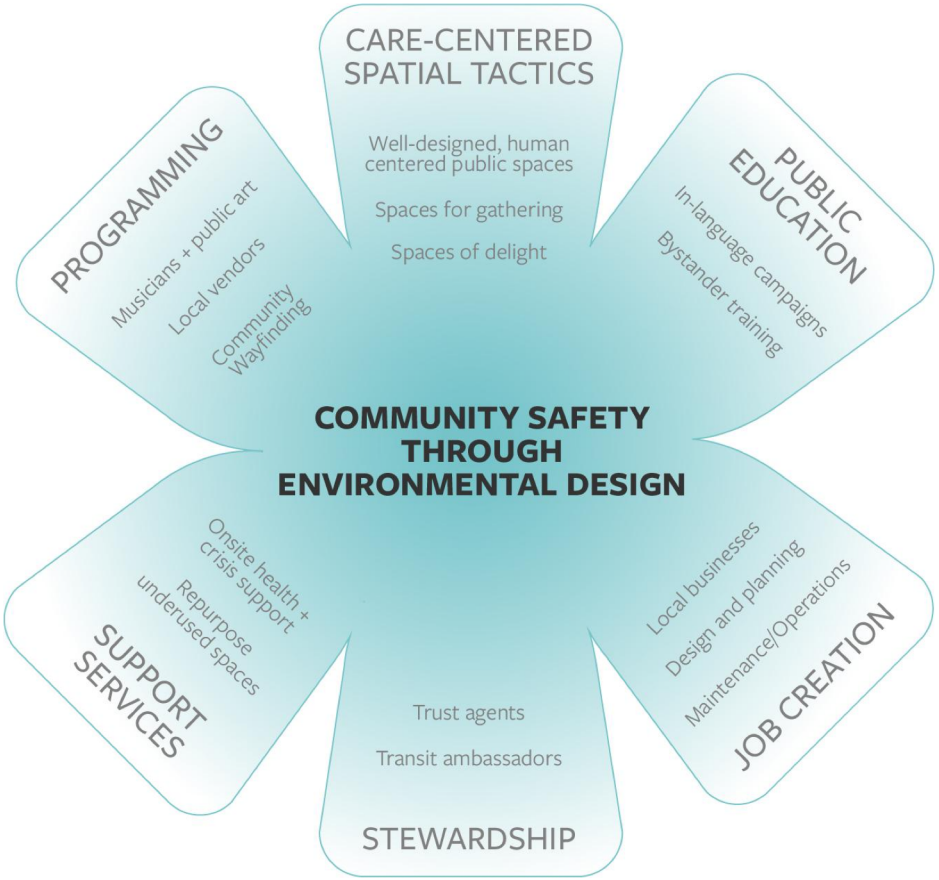 CARE-CENTERED
SPATIAL TACTICS
Well-designed, human
centered public spaces
Spaces for gathering
Spaces of delight
PUBLIC
EDUCATION
In-language campaigns
Bystander training
JOB CREATION
Local businesses
Design and planning
Maintenance/Operations
STEWARDSHIP
Trust agents
Transit ambassadors
SUPPORT
SERVICES
Onsite health +
crisis support
Repurpose
underused spaces
PROGRAMMING
Musicians + public art
Local vendors
Community
Wayfinding
COMMUNITY SAFETY
THROUGH
ENVIRONMENTAL DESIGN